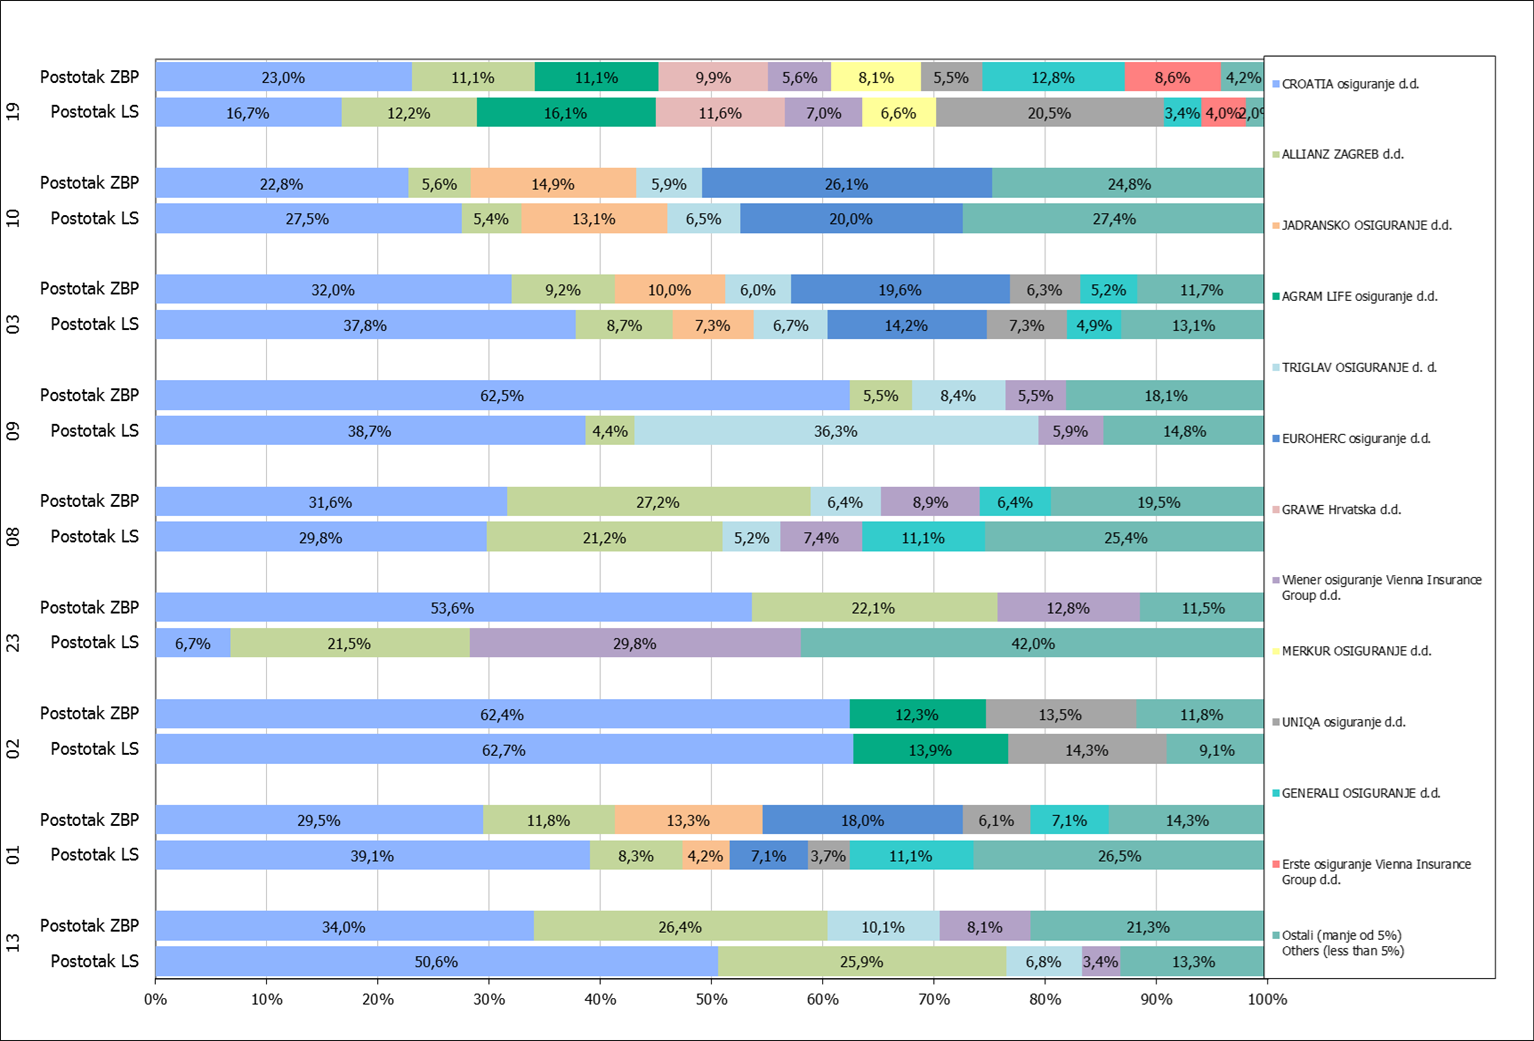 19
Postotak ZBP 23,0% 11,1% 11,1% 9,9% 5,6% 8,1% 5,5% 12,8% 8,6% 4,2%
Postotak LS 16,7% 12,2% 16,1% 11,6% 7,0% 6,6% 20,5% 3,4% 4,0% 2,0%
10
Postotak ZBP 22,8% 5,6% 14,9% 5,9% 26,1% 24,8%
Postotak LS 27,5% 5,4% 13,1% 6,5% 20,0% 27,4%
03
Postotak ZBP 32,0% 9,2% 10,0% 6,0% 19,6% 6,3% 5,2% 11,7%
Postotak LS 37,8% 8,7% 7,3% 6,7% 14,2% 7,3% 4,9% 13,1%
09
Postotak ZBP 62,5% 5,5% 8,4% 5,5% 18,1%
Postotak LS 38,7% 4,4% 36,3% 5,9% 14,8%
08
Postotak ZBP 31,6% 27,2% 6,4% 8,9% 6,4% 19,5%
Postotak LS 29,8% 21,2% 5,2% 7,4% 11,1% 25,4%
23
Postotak ZBP 53,6% 22,1% 12,8% 11,5%
Postotak LS 6,7% 21,5% 29,8% 42,0%
02
Postotak ZBP 62,4% 12,3% 13,5% 11,8%
Postotak LS 62,7% 13,9% 14,3% 9,1%
01
Postotak ZBP 29,5% 11,8% 13,3% 18,0% 6,1% 7,1% 14,3%
Postotak LS 39,1% 8,3% 4,2% 7,1% 3,7% 11,1% 26,5%
13
Postotak ZBP 34,0% 26,4% 10,1% 8,1% 21,3%
Postotak LS 50,6% 25,9% 6,8% 3,4% 13,3%
0% 10% 20% 30% 40% 50% 60% 70% 80% 90% 100%
CROATIA osiguranje d.d.
ALLIANZ ZAGREB d.d.
JADRANSKO OSIGURANJE d.d.
AGRAM LIFE osiguranje d.d.
TRIGLAV OSIGURANJE d. d.
EUROHERC osiguranje d.d.
GRAWE Hrvatska d.d.
Wiener osiguranje Vienna Insurance
Group d.d.
MERKUR OSIGURANJE d.d.
UNIQA osiguranje d.d.
GENERALI OSIGURANJE d.d.
Erste osiguranje Vienna Insurance
Group d.d.
Ostali (manje od 5%)
Others (less than 5%)